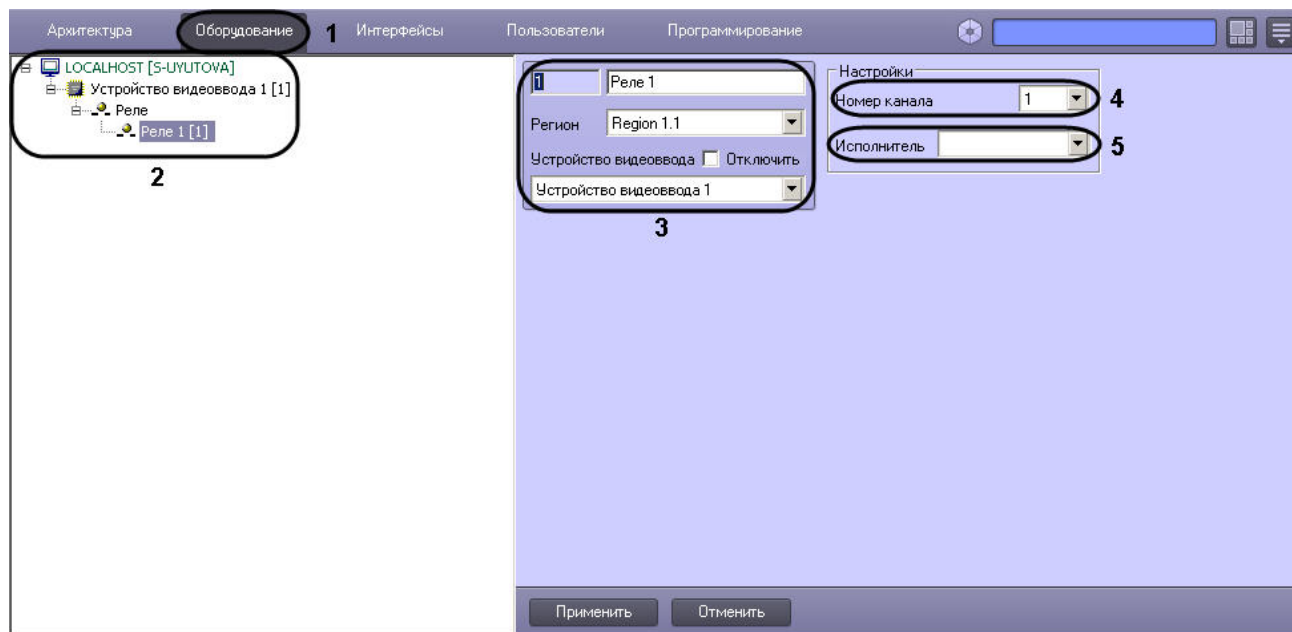 Архитектура Оборудование 1 Интерфейсы Пользователи Программирование
LOCALHOST [S-UYUTOVA]
Устройство видеоввода 1 [1]
Реле
Реле 1 [1]
2
1 Реле 1
Регион Region 1.1
Устройство видеоввода Отключить
Устройство видеоввода 1
3
Настройки
Номер канала 1 4
Исполнитель 5
Применить Отменить